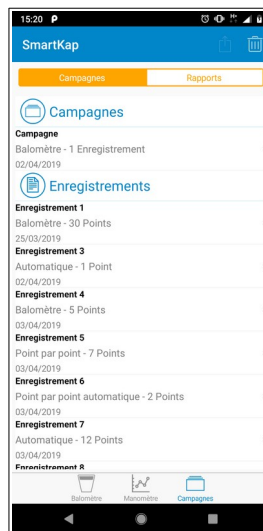 15:20
SmartKap
Campagnes Rapports
Campagnes
Campagne
Balomètre - 1 Enregistrement
02/04/2019
Enregistrements
Enregistrement 1
Balomètre - 30 Points
25/03/2019
Enregistrement 3
Automatique - 1 Point
02/04/2019
Enregistrement 4
Balomètre - 5 Points
03/04/2019
Enregistrement 5
Point par point - 7 Points
03/04/2019
Enregistrement 6
Point par point automatique - 2 Points
03/04/2019
Enregistrement 7
Automatique - 12 Points
03/04/2019
Enregistrement 8
Balomètre Manomètre Campagnes